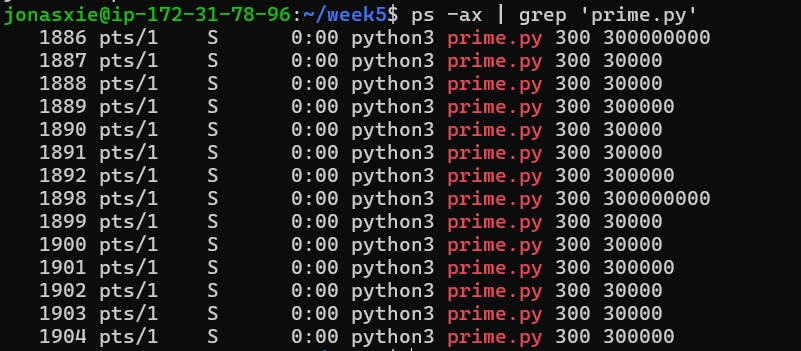 jonasxie@ip-172-31-78-96:~/week5$ ps -ax | grep 'prime.py'
1886 pts/1 S 0:00 python3 prime.py 300 300000000
1887 pts/1 S 0:00 python3 prime.py 300 30000
1888 pts/1 S 0:00 python3 prime.py 300 30000
1889 pts/1 S 0:00 python3 prime.py 300 300000
1890 pts/1 S 0:00 python3 prime.py 300 30000
1891 pts/1 S 0:00 python3 prime.py 300 30000
1892 pts/1 S 0:00 python3 prime.py 300 300000
1898 pts/1 S 0:00 python3 prime.py 300 300000000
1899 pts/1 S 0:00 python3 prime.py 300 30000
1900 pts/1 S 0:00 python3 prime.py 300 30000
1901 pts/1 S 0:00 python3 prime.py 300 300000
1902 pts/1 S 0:00 python3 prime.py 300 30000
1903 pts/1 S 0:00 python3 prime.py 300 30000
1904 pts/1 S 0:00 python3 prime.py 300 300000